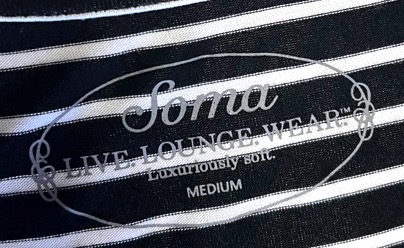 Soma
LIVE. LOUNGE. WEAR.™
Luxuriously soft.
MEDIUM